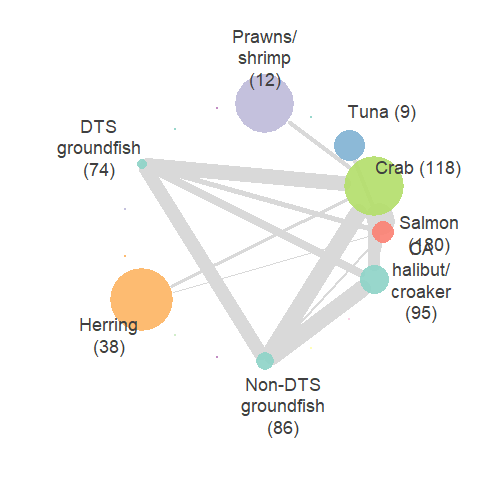 Prawns/
shrimp
(12)
Tuna (9)
DTS
groundfish
(74)
Crab (118)
Salmon
(180)
CA
halibut/
croaker
(95)
Herring
(38)
Non-DTS
groundfish
(86)